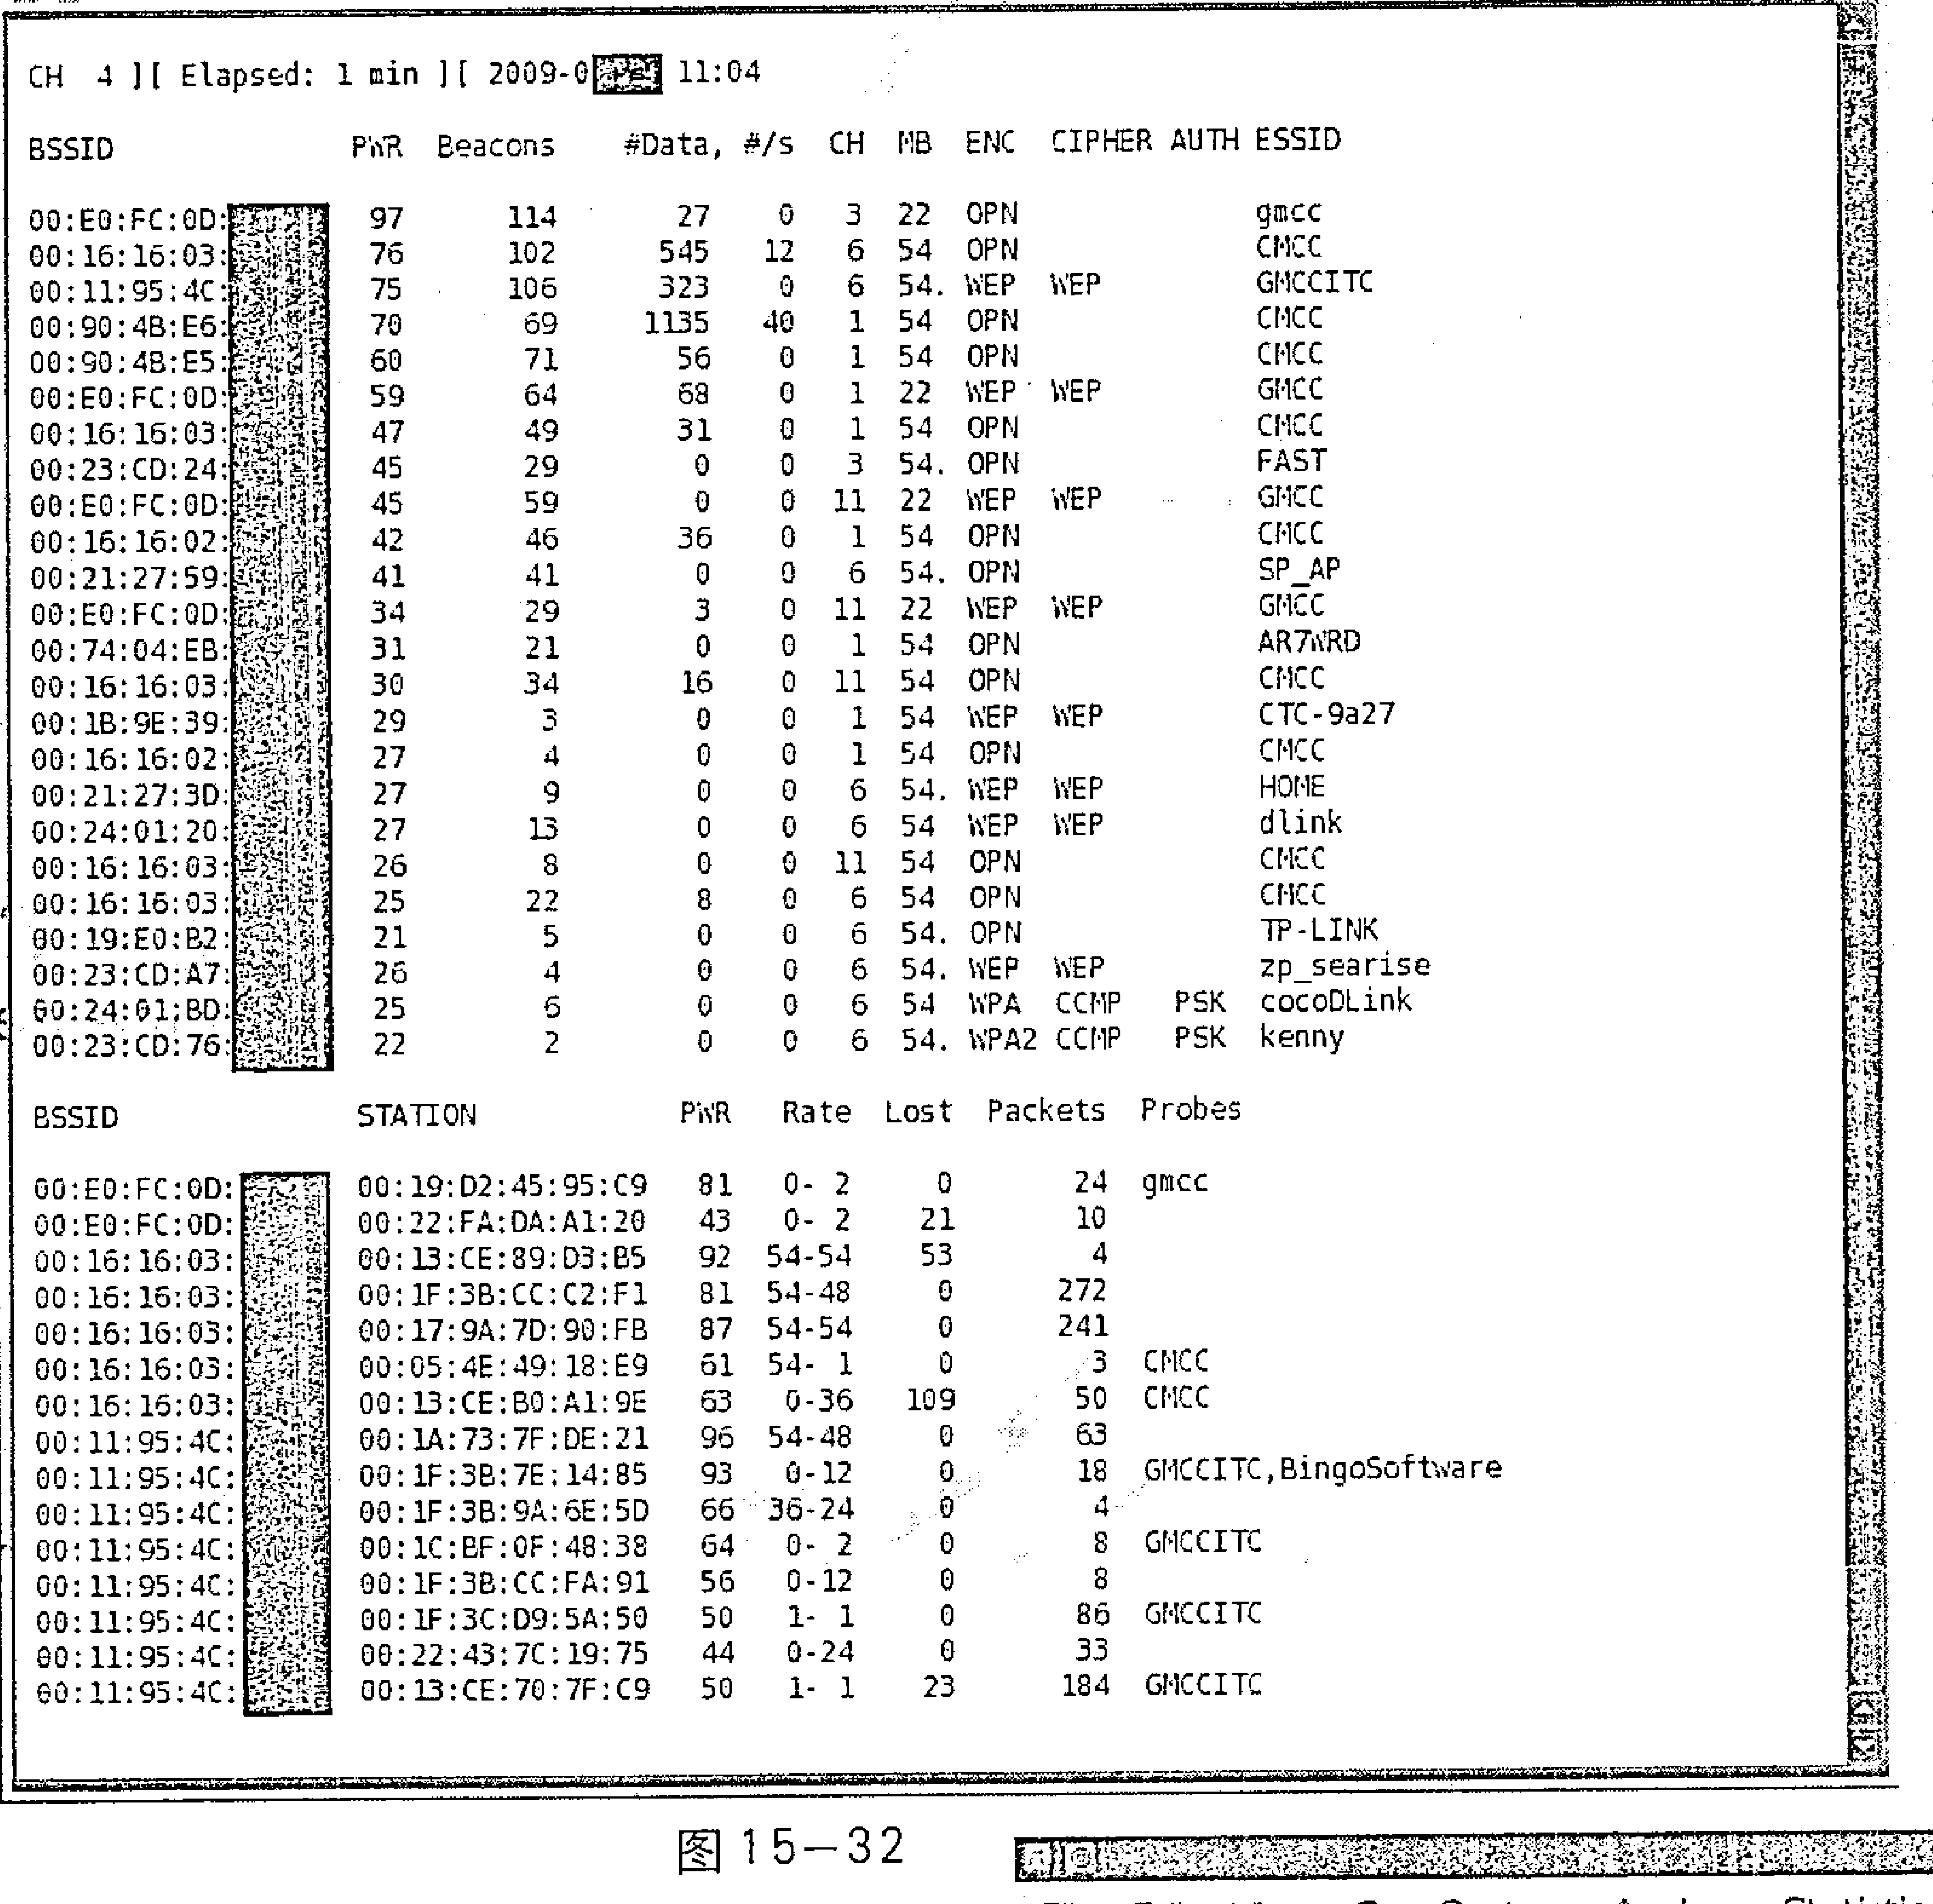 CH 4 ][ Elapsed: 1 min ][ 2009-0 11:04
BSSID PWR Beacons #Data, #/s CH MB ENC CIPHER AUTH ESSID
00:E0:FC:0D: 97 114 27 0 3 22 OPN gmcc
00:16:16:03: 76 102 545 12 6 54 OPN CMCC
00:11:95:4C: 75 106 323 0 6 54. WEP WEP GMCCITC
00:90:4B:E6: 70 69 1135 40 1 54 OPN CMCC
00:90:4B:E5: 60 71 56 0 1 54 OPN CMCC
00:E0:FC:0D: 59 64 68 0 1 22 WEP WEP GMCC
00:16:16:03: 47 49 31 0 1 54 OPN CMCC
00:23:CD:24: 45 29 0 0 3 54. OPN FAST
00:E0:FC:0D: 45 59 0 0 11 22 WEP WEP GMCC
00:16:16:02: 42 46 36 0 1 54 OPN CMCC
00:21:27:59: 41 41 0 0 6 54. OPN SP_AP
00:E0:FC:0D: 34 29 3 0 11 22 WEP WEP GMCC
00:74:04:EB: 31 21 0 0 1 54 OPN AR7WRD
00:16:16:03: 30 34 16 0 11 54 OPN CMCC
00:1B:9E:39: 29 3 0 0 1 54 WEP WEP CTC-9a27
00:16:16:02: 27 4 0 0 1 54 OPN CMCC
00:21:27:3D: 27 9 0 0 6 54. WEP WEP HOME
00:24:01:20: 27 13 0 0 6 54 WEP WEP dlink
00:16:16:03: 26 8 0 0 11 54 OPN CMCC
00:16:16:03: 25 22 8 0 6 54 OPN CMCC
00:19:E0:B2: 21 5 0 0 6 54. OPN TP-LINK
00:23:CD:A7: 26 4 0 0 6 54. WEP WEP zp_searise
00:24:01:BD: 25 6 0 0 6 54 WPA CCMP PSK cocoDLink
00:23:CD:76: 22 2 0 0 6 54. WPA2 CCMP PSK kenny
BSSID STATION PWR Rate Lost Packets Probes
00:E0:FC:0D: 00:19:D2:45:95:C9 81 0- 2 0 24 gmcc
00:E0:FC:0D: 00:22:FA:DA:A1:20 43 0- 2 21 10
00:16:16:03: 00:13:CE:89:D3:B5 92 54-54 53 4
00:16:16:03: 00:1F:3B:CC:C2:F1 81 54-48 0 272
00:16:16:03: 00:17:9A:7D:90:FB 87 54-54 0 241
00:16:16:03: 00:05:4E:49:18:E9 61 54- 1 0 3 CMCC
00:16:16:03: 00:13:CE:B0:A1:9E 63 0-36 109 50 CMCC
00:11:95:4C: 00:1A:73:7F:DE:21 96 54-48 0 63
00:11:95:4C: 00:1F:3B:7E:14:85 93 0-12 0 18 GMCCITC,BingoSoftware
00:11:95:4C: 00:1F:3B:9A:6E:5D 66 36-24 0 4
00:11:95:4C: 00:1C:BF:0F:48:38 64 0- 2 0 8 GMCCITC
00:11:95:4C: 00:1F:3B:CC:FA:91 56 0-12 0 8
00:11:95:4C: 00:1F:3C:D9:5A:50 50 1- 1 0 86 GMCCITC
00:11:95:4C: 00:22:43:7C:19:75 44 0-24 0 33
00:11:95:4C: 00:13:CE:70:7F:C9 50 1- 1 23 184 GMCCITC
图 15-32